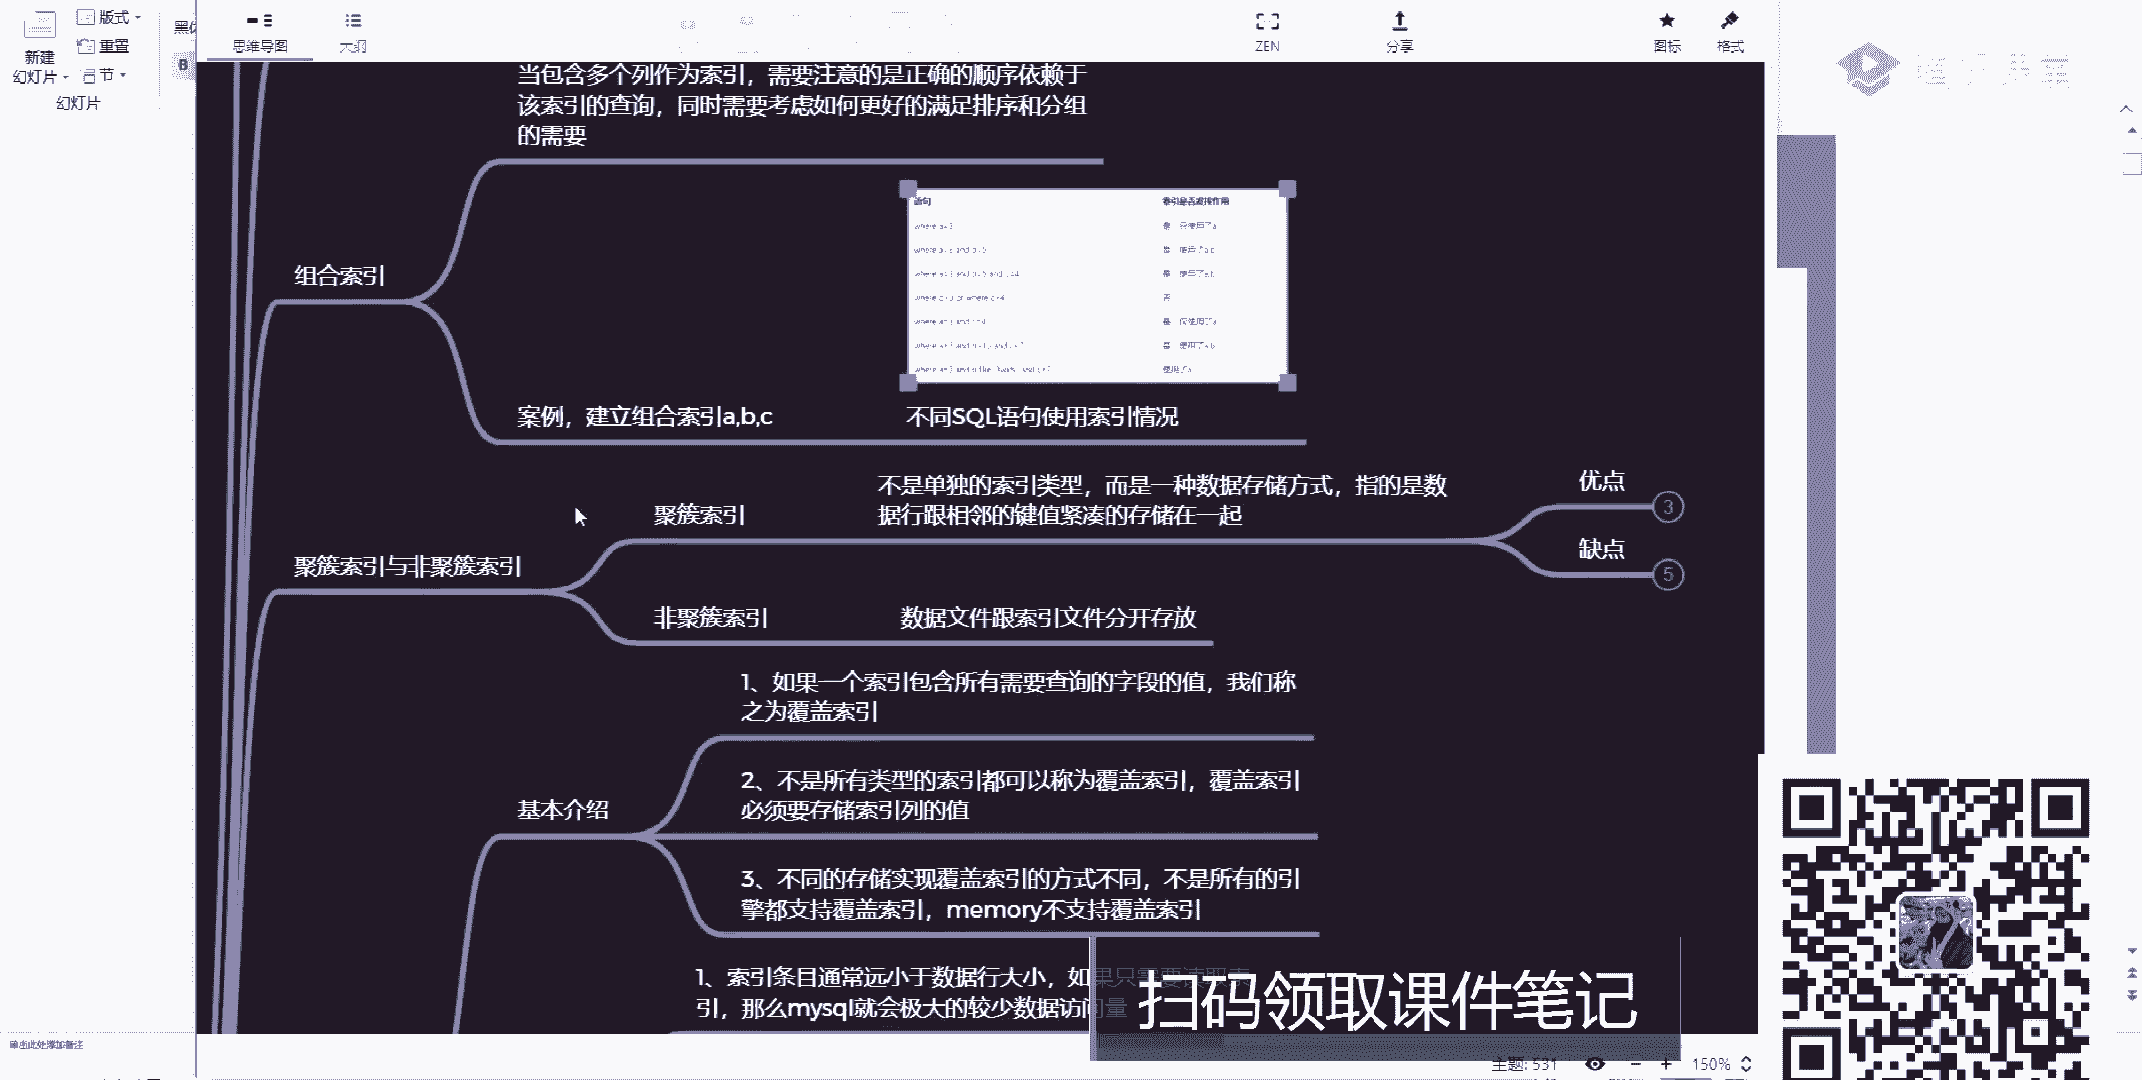 新建
幻灯片
版式
重置
节
幻灯片
B
思维导图
大纲
ZEN
分享
图标
格式
当包含多个列作为索引，需要注意的是正确的顺序依赖于
该索引的查询，同时需要考虑如何更好的满足排序和分组
的需要
组合索引
语句
案例，建立组合索引a,b,c
不同SQL语句使用索引情况
聚簇索引与非聚簇索引
聚簇索引
不是单独的索引类型，而是一种数据存储方式，指的是数
据行跟相邻的键值紧凑的存储在一起
优点
3
缺点
5
非聚簇索引
数据文件跟索引文件分开存放
基本介绍
1、如果一个索引包含所有需要查询的字段的值，我们称
之为覆盖索引
2、不是所有类型的索引都可以称为覆盖索引，覆盖索引
必须要存储索引列的值
3、不同的存储实现覆盖索引的方式不同，不是所有的引
擎都支持覆盖索引，memory不支持覆盖索引
1、索引条目通常远小于数据行大小，如果只需要读取索
引，那么mysql就会极大的较少数据访问量
扫码领取课件笔记
单击此处添加备注
主题: 531
150%